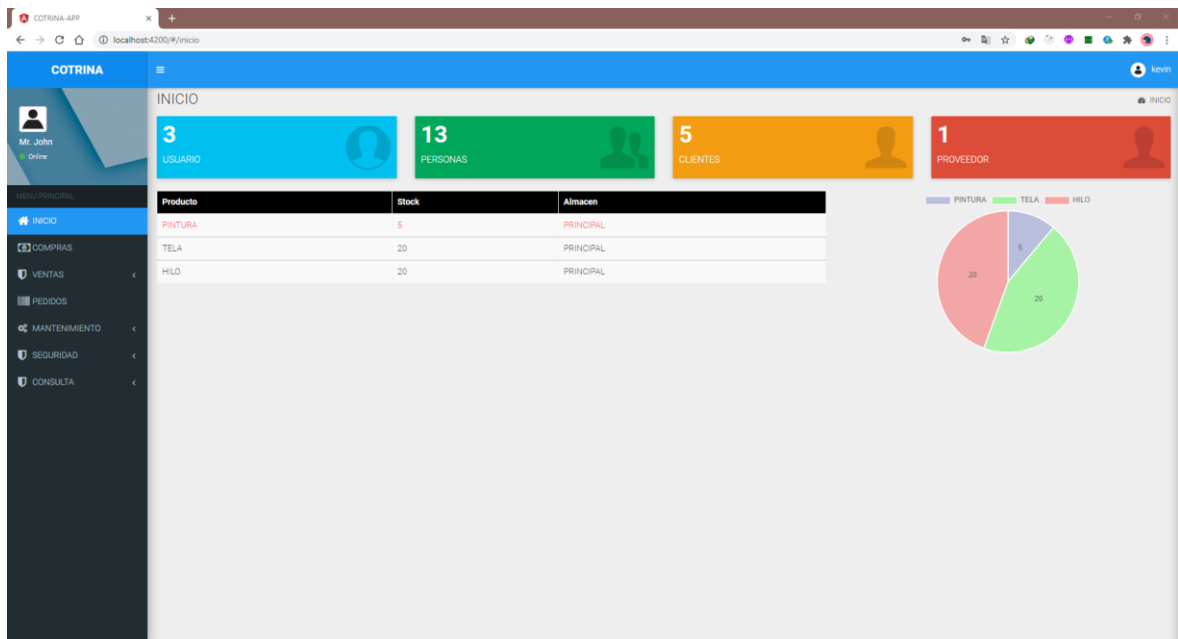 COTRINA-APP
localhost:4200/#/inicio
COTRINA
kevin
Mr. John
Online
MENU PRINCIPAL
INICIO
COMPRAS
VENTAS
PEDIDOS
MANTENIMIENTO
SEGURIDAD
CONSULTA
INICIO
INICIO
3
USUARIO
13
PERSONAS
5
CLIENTES
1
PROVEEDOR
Producto Stock Almacen
PINTURA 5 PRINCIPAL
TELA 20 PRINCIPAL
HILO 20 PRINCIPAL
PINTURA TELA HILO
5
20
20